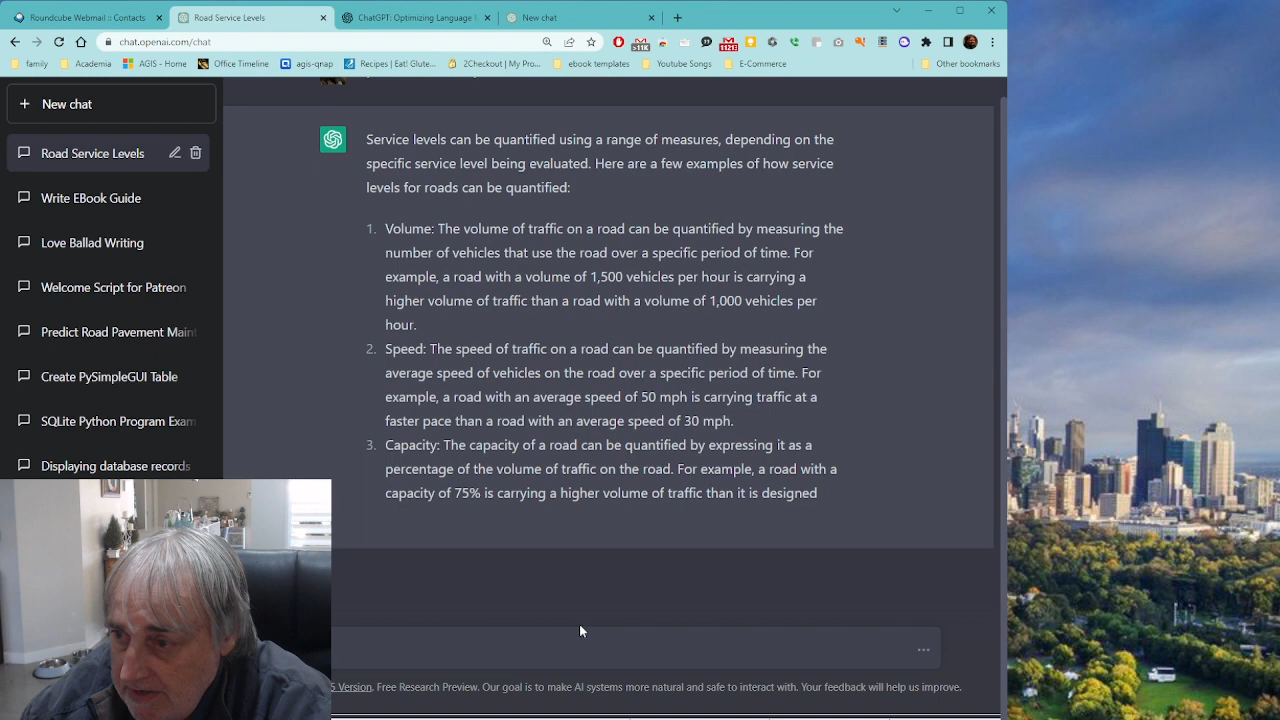 Roundcube Webmail :: Contacts
Road Service Levels
ChatGPT: Optimizing Language
New chat
chat.openai.com/chat
>11K
11213
family
Academia
AGIS - Home
Office Timeline
agis-qnap
Recipes | Eat! Glute...
2Checkout | My Pro...
ebook templates
Youtube Songs
E-Commerce
Other bookmarks
New chat
Road Service Levels
Write EBook Guide
Love Ballad Writing
Welcome Script for Patreon
Predict Road Pavement Maint
Create PySimpleGUI Table
SQLite Python Program Exam
Displaying database records
Service levels can be quantified using a range of measures, depending on the
specific service level being evaluated. Here are a few examples of how service
levels for roads can be quantified:
1. Volume: The volume of traffic on a road can be quantified by measuring the
number of vehicles that use the road over a specific period of time. For
example, a road with a volume of 1,500 vehicles per hour is carrying a
higher volume of traffic than a road with a volume of 1,000 vehicles per
hour.
2. Speed: The speed of traffic on a road can be quantified by measuring the
average speed of vehicles on the road over a specific period of time. For
example, a road with an average speed of 50 mph is carrying traffic at a
faster pace than a road with an average speed of 30 mph.
3. Capacity: The capacity of a road can be quantified by expressing it as a
percentage of the volume of traffic on the road. For example, a road with a
capacity of 75% is carrying a higher volume of traffic than it is designed
5 Version. Free Research Preview. Our goal is to make AI systems more natural and safe to interact with. Your feedback will help us improve.